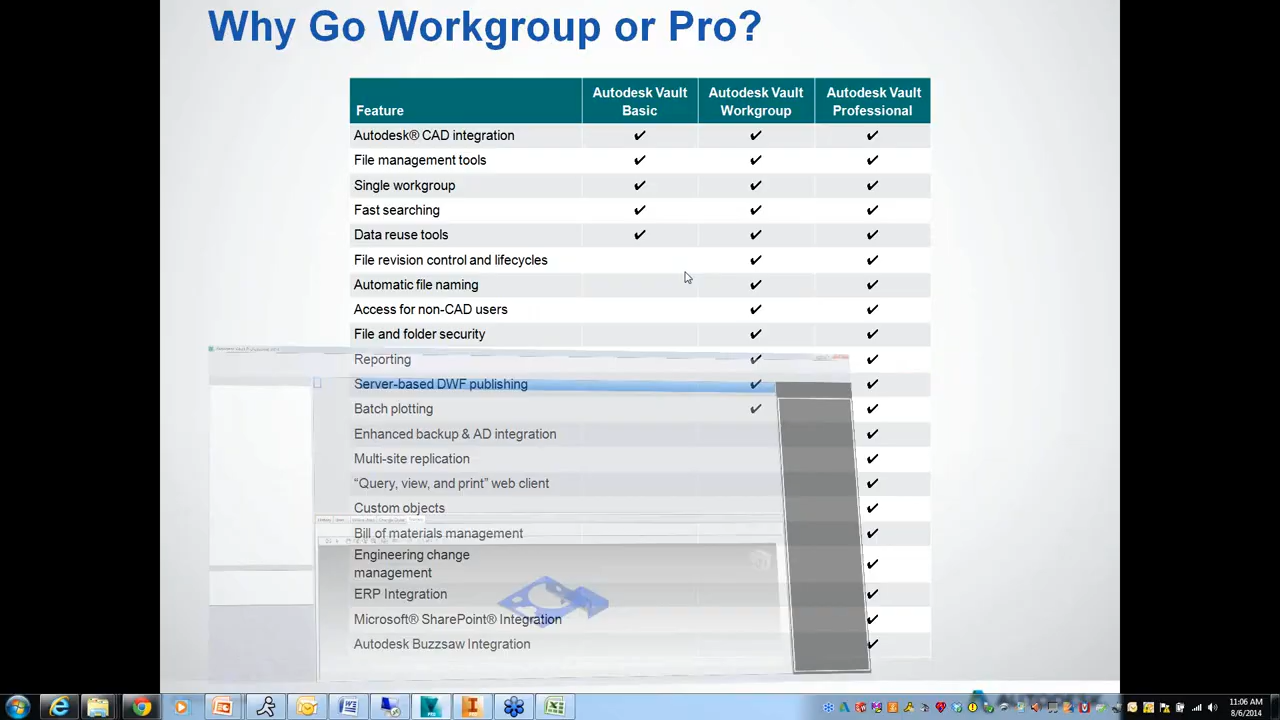 Why Go Workgroup or Pro?
Feature
Autodesk Vault Basic
Autodesk Vault Workgroup
Autodesk Vault Professional
Autodesk® CAD integration ✔ ✔ ✔
File management tools ✔ ✔ ✔
Single workgroup ✔ ✔ ✔
Fast searching ✔ ✔ ✔
Data reuse tools ✔ ✔ ✔
File revision control and lifecycles ✔ ✔
Automatic file naming ✔ ✔
Access for non-CAD users ✔ ✔
File and folder security ✔ ✔
Reporting ✔ ✔
Server-based DWF publishing ✔ ✔
Batch plotting ✔ ✔
Enhanced backup & AD integration ✔
Multi-site replication ✔
“Query, view, and print” web client ✔
Custom objects ✔
Bill of materials management ✔
Engineering change
management ✔
ERP Integration ✔
Microsoft® SharePoint® Integration ✔
Autodesk Buzzsaw Integration ✔
11:06 AM
8/6/2014